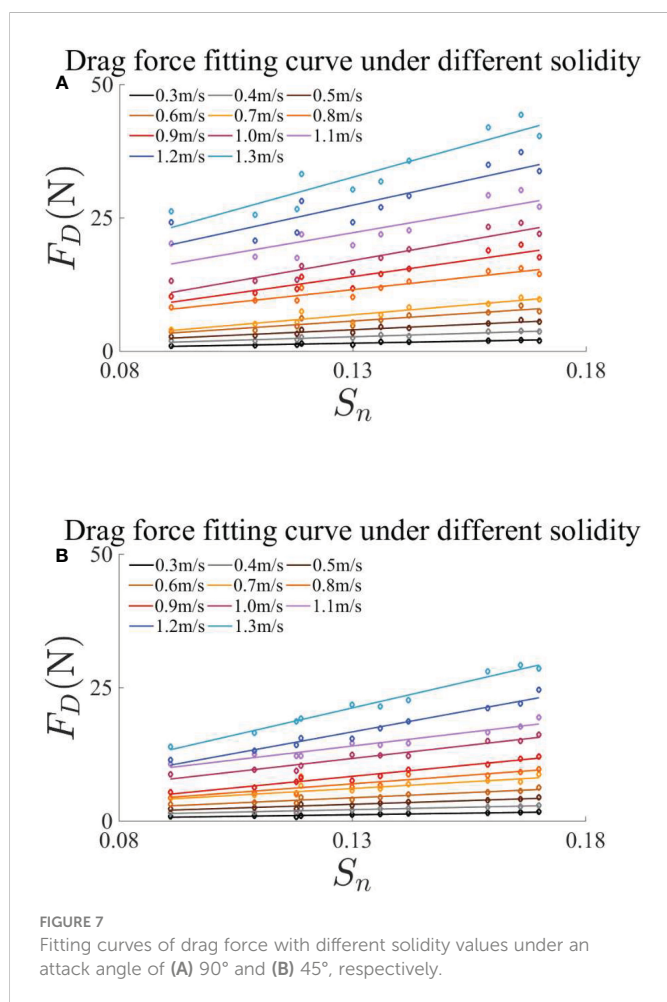 Drag force fitting curve under different solidity
A
50
0.3m/s 0.4m/s 0.5m/s
0.6m/s 0.7m/s 0.8m/s
0.9m/s 1.0m/s 1.1m/s
1.2m/s 1.3m/s
F_D(N)
25
0
0.08 0.13 0.18
S_n
Drag force fitting curve under different solidity
B
50
0.3m/s 0.4m/s 0.5m/s
0.6m/s 0.7m/s 0.8m/s
0.9m/s 1.0m/s 1.1m/s
1.2m/s 1.3m/s
F_D(N)
25
0
0.08 0.13 0.18
S_n
FIGURE 7
Fitting curves of drag force with different solidity values under an
attack angle of (A) 90° and (B) 45°, respectively.